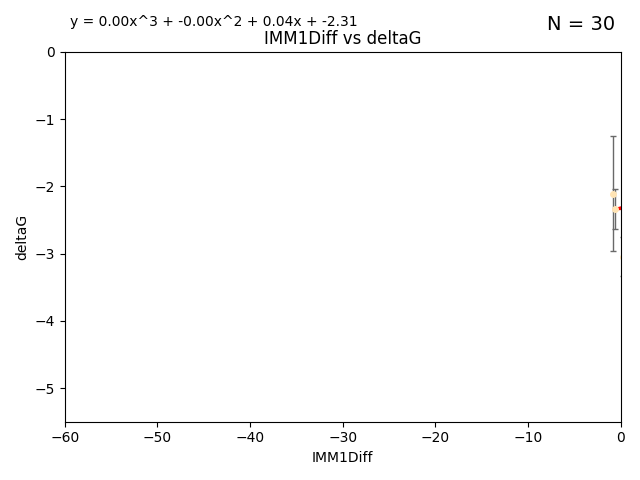 y = 0.00x^3 + -0.00x^2 + 0.04x + -2.31
N = 30
IMM1Diff vs deltaG
0
−1
−2
−3
−4
−5
deltaG
−60 −50 −40 −30 −20 −10 0
IMM1Diff